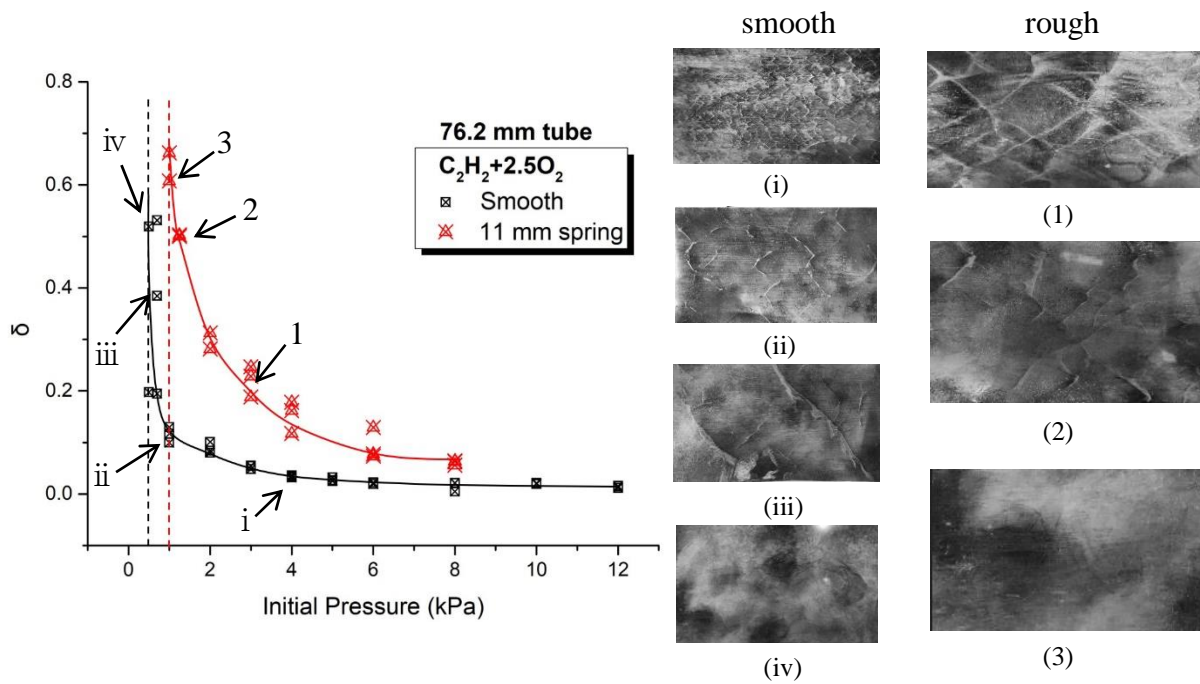 smooth
rough
0.8
0.6
0.4
0.2
0.0
δ
0
2
4
6
8
10
12
Initial Pressure (kPa)
76.2 mm tube
C₂H₂+2.5O₂
Smooth
11 mm spring
iv
3
2
iii
1
ii
i
(i)
(ii)
(iii)
(iv)
(1)
(2)
(3)